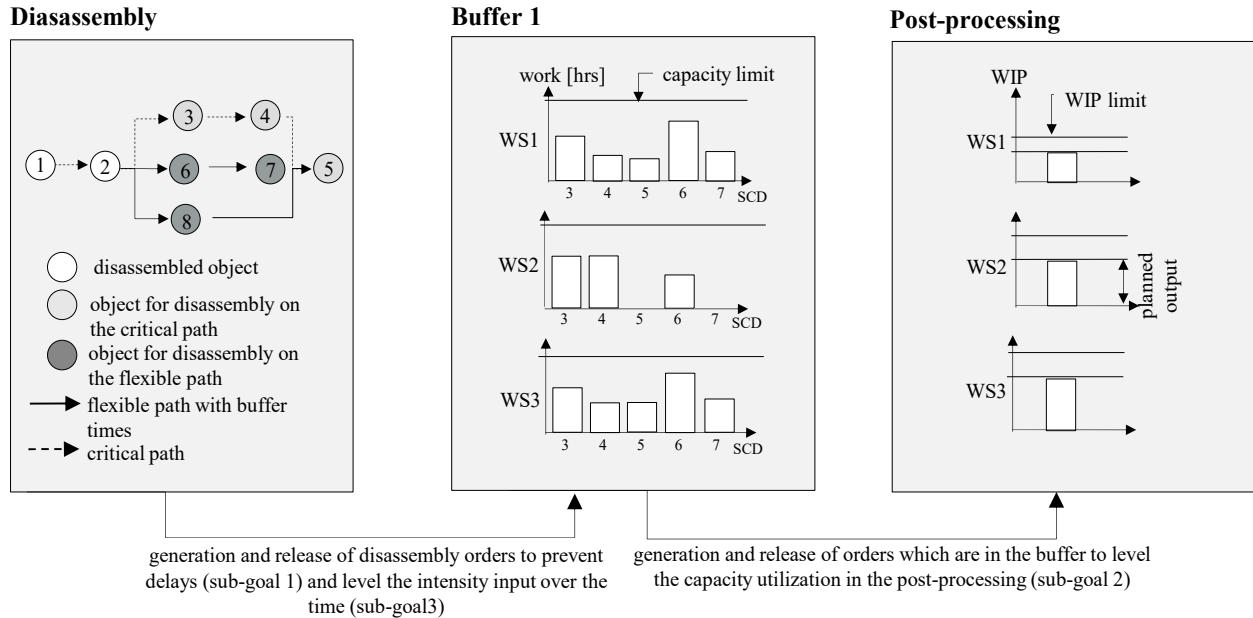 Diasassembly
1
2
3
4
6
7
5
8
disassembled object
object for disassembly on
the critical path
object for disassembly on
the flexible path
flexible path with buffer
times
critical path
Buffer 1
work [hrs]
capacity limit
WS1
3 4 5 6 7 SCD
WS2
3 4 5 6 7 SCD
WS3
3 4 5 6 7 SCD
Post-processing
WIP
WIP limit
WS1
WS2
planned
output
WS3
generation and release of disassembly orders to prevent
delays (sub-goal 1) and level the intensity input over the
time (sub-goal3)
generation and release of orders which are in the buffer to level
the capacity utilization in the post-processing (sub-goal 2)